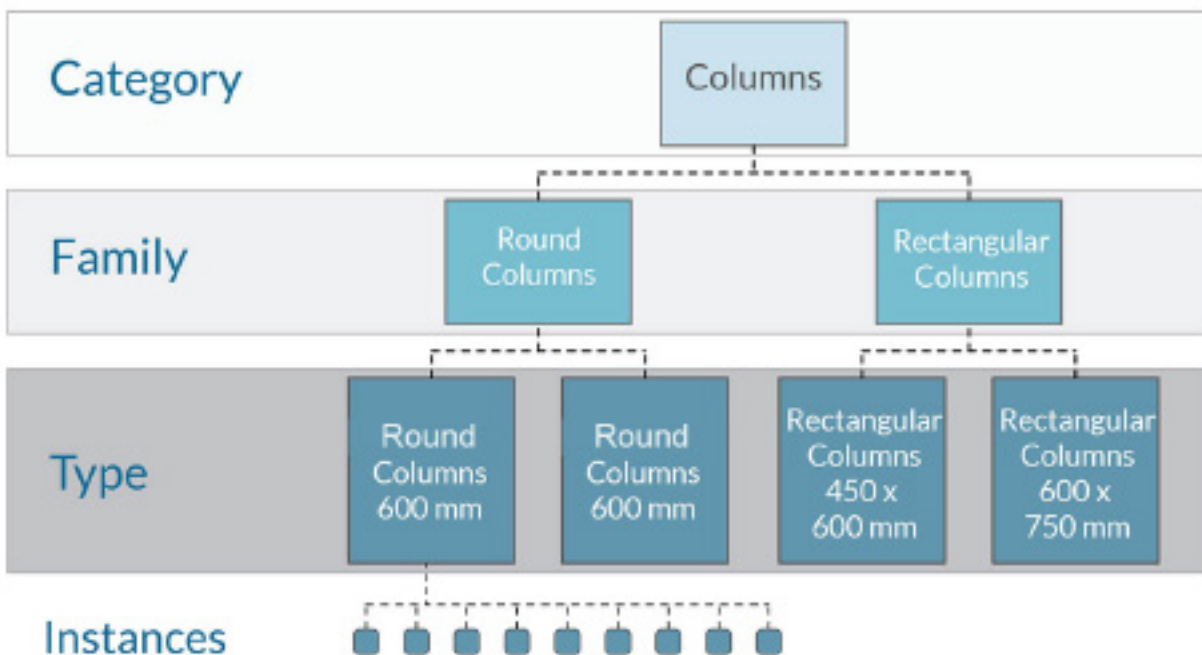 Category
Columns
Family
Round
Columns
Rectangular
Columns
Type
Round
Columns
600 mm
Round
Columns
600 mm
Rectangular
Columns
450 x
600 mm
Rectangular
Columns
600 x
750 mm
Instances